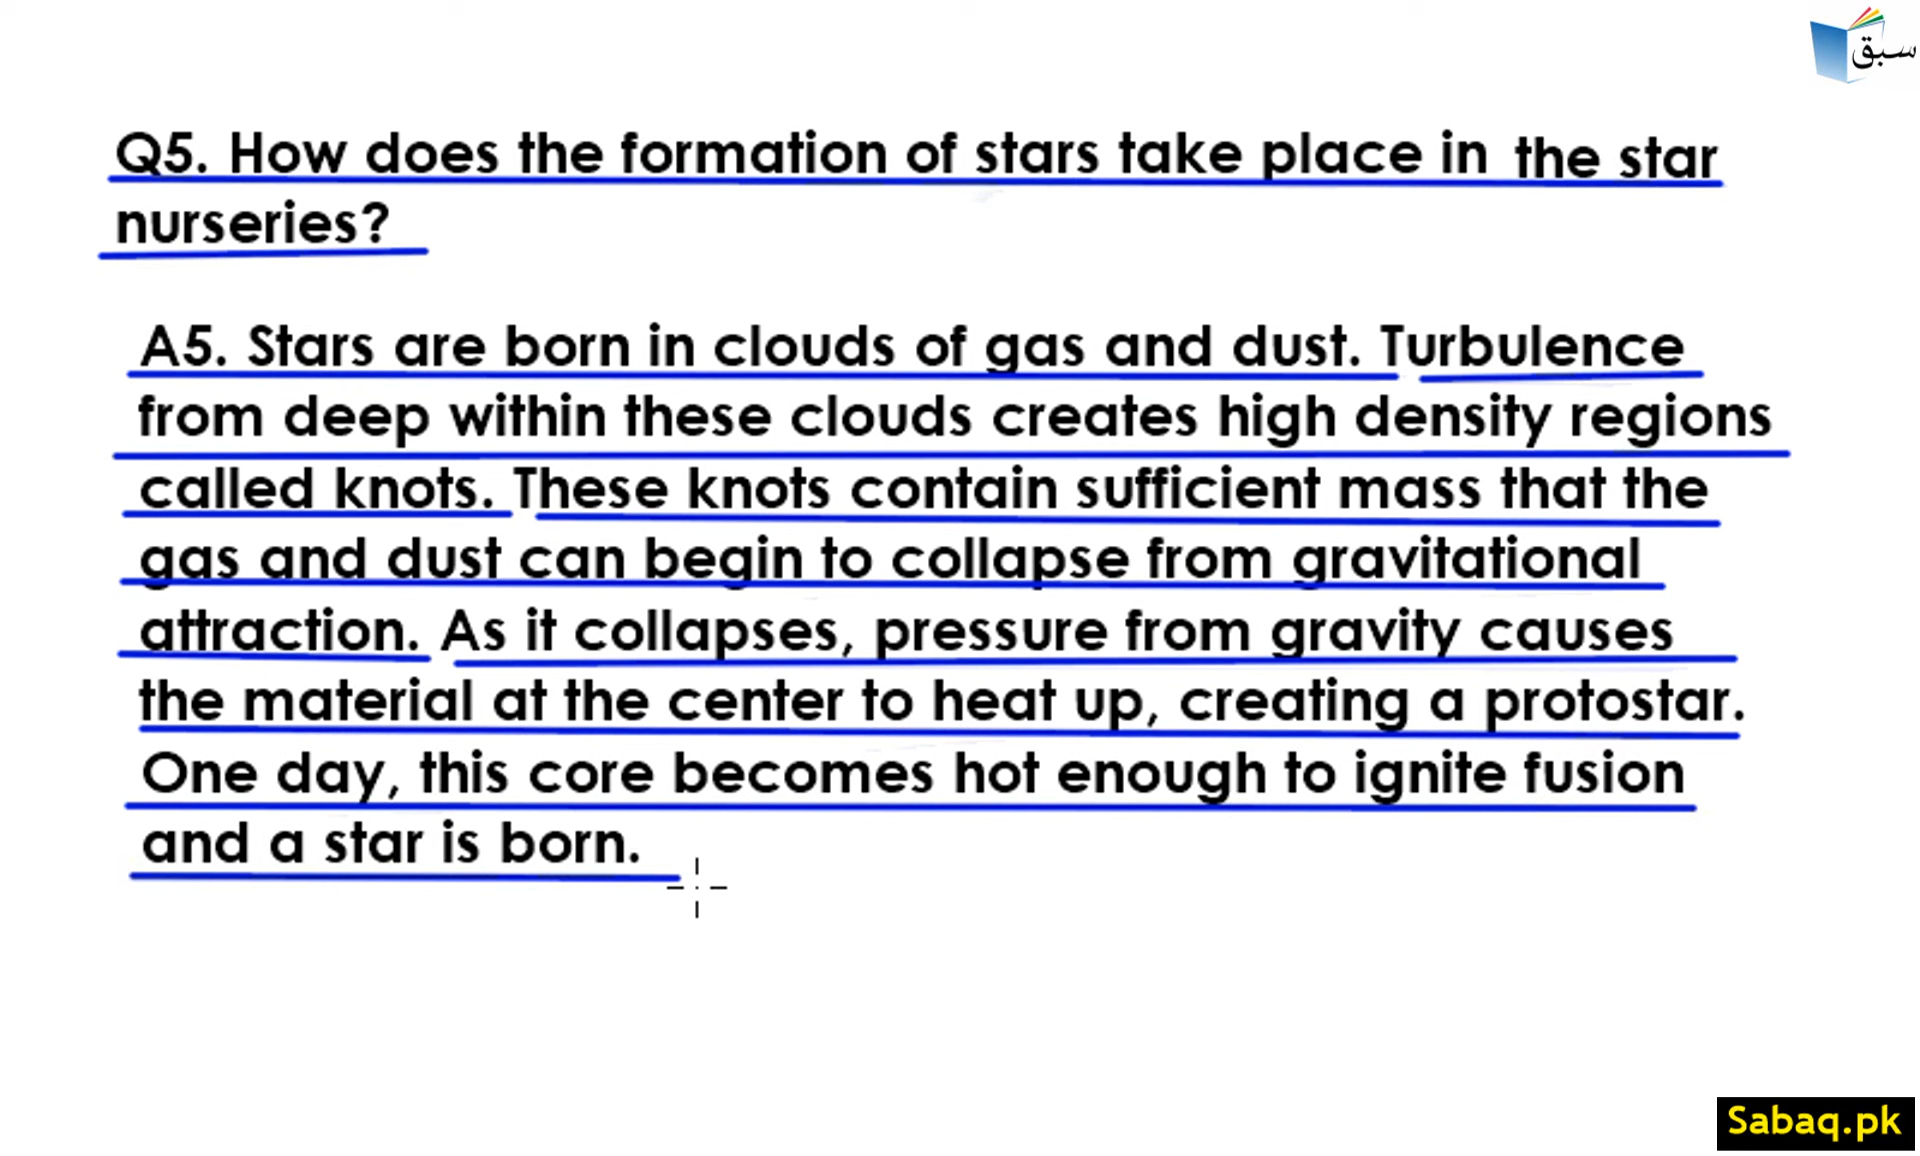 سبق
Q5. How does the formation of stars take place in the star
nurseries?
A5. Stars are born in clouds of gas and dust. Turbulence
from deep within these clouds creates high density regions
called knots. These knots contain sufficient mass that the
gas and dust can begin to collapse from gravitational
attraction. As it collapses, pressure from gravity causes
the material at the center to heat up, creating a protostar.
One day, this core becomes hot enough to ignite fusion
and a star is born.
Sabaq.pk